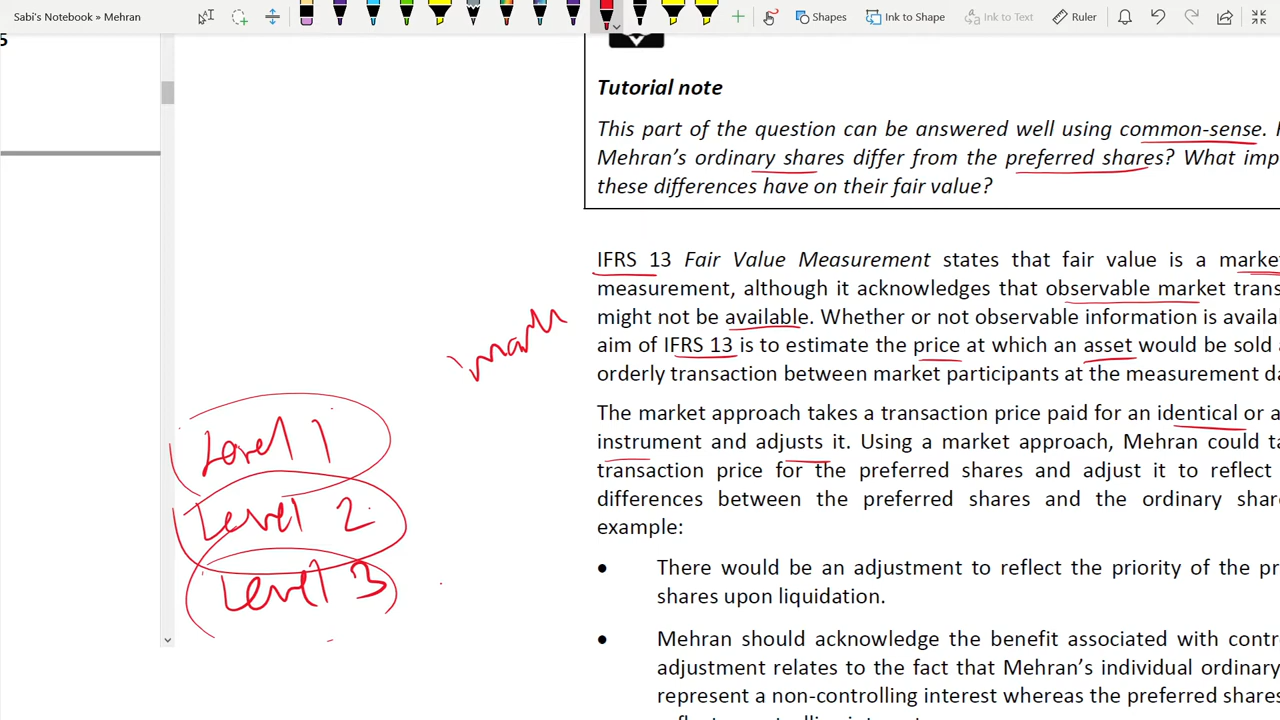 Sabi's Notebook » Mehran
Shapes
Ink to Shape
Ink to Text
Ruler
5
Tutorial note
This part of the question can be answered well using common-sense.
Mehran's ordinary shares differ from the preferred shares? What imp
these differences have on their fair value?
IFRS 13 Fair Value Measurement states that fair value is a market
measurement, although it acknowledges that observable market trans
might not be available. Whether or not observable information is availa
aim of IFRS 13 is to estimate the price at which an asset would be sold
orderly transaction between market participants at the measurement da
The market approach takes a transaction price paid for an identical or a
instrument and adjusts it. Using a market approach, Mehran could ta
transaction price for the preferred shares and adjust it to reflect
differences between the preferred shares and the ordinary share
example:
• There would be an adjustment to reflect the priority of the pr
shares upon liquidation.
• Mehran should acknowledge the benefit associated with contr
adjustment relates to the fact that Mehran's individual ordinary
represent a non-controlling interest whereas the preferred shares
Level 1
Level 2
Level 3